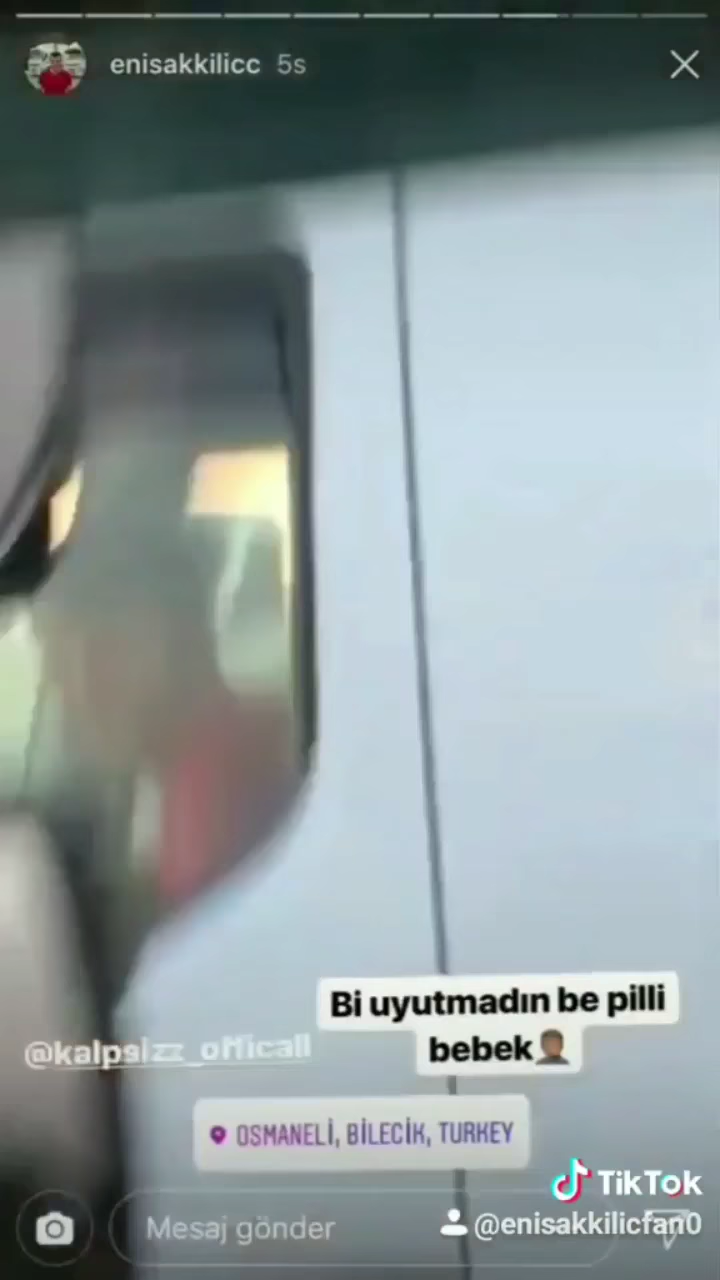 enisakkilicc 5s
Bi uyutmadın be pilli
bebek🤦🏾‍♂️
@kalpsizz_officall
OSMANELİ, BİLECİK, TURKEY
TikTok
Mesaj gönder
@enisakkilicfan0